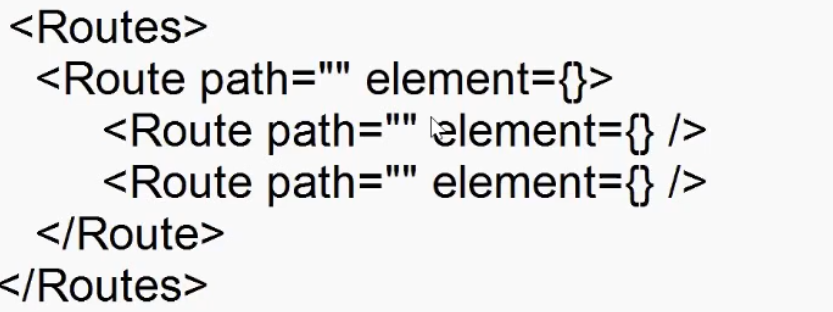 <Routes>
<Route path="" element={}>
<Route path="" element={} />
<Route path="" element={} />
</Route>
</Routes>